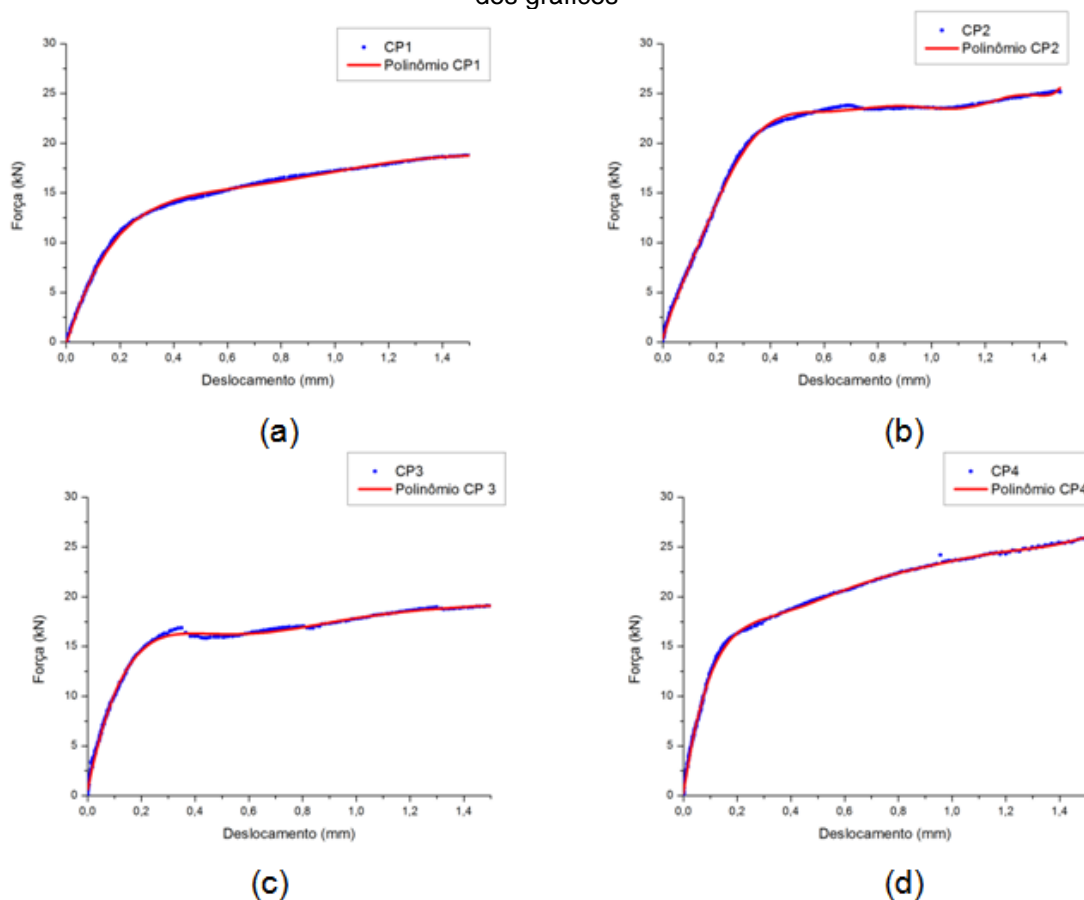 dos gráficos
CP1
Polinômio CP1
30
25
20
15
10
5
0
Força (kN)
0,0 0,2 0,4 0,6 0,8 1,0 1,2 1,4
Deslocamento (mm)
(a)
CP2
Polinômio CP2
30
25
20
15
10
5
0
Força (kN)
0,0 0,2 0,4 0,6 0,8 1,0 1,2 1,4
Deslocamento (mm)
(b)
CP3
Polinômio CP 3
30
25
20
15
10
5
0
Força (kN)
0,0 0,2 0,4 0,6 0,8 1,0 1,2 1,4
Deslocamento (mm)
(c)
CP4
Polinômio CP4
30
25
20
15
10
5
0
Força (kN)
0,0 0,2 0,4 0,6 0,8 1,0 1,2 1,4
Deslocamento (mm)
(d)